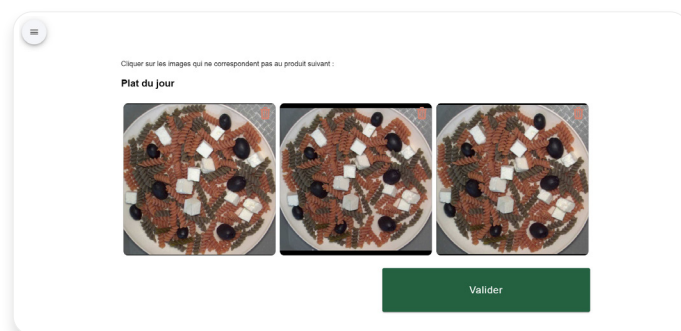 Cliquer sur les images qui ne correspondent pas au produit suivant :
Plat du jour
Valider